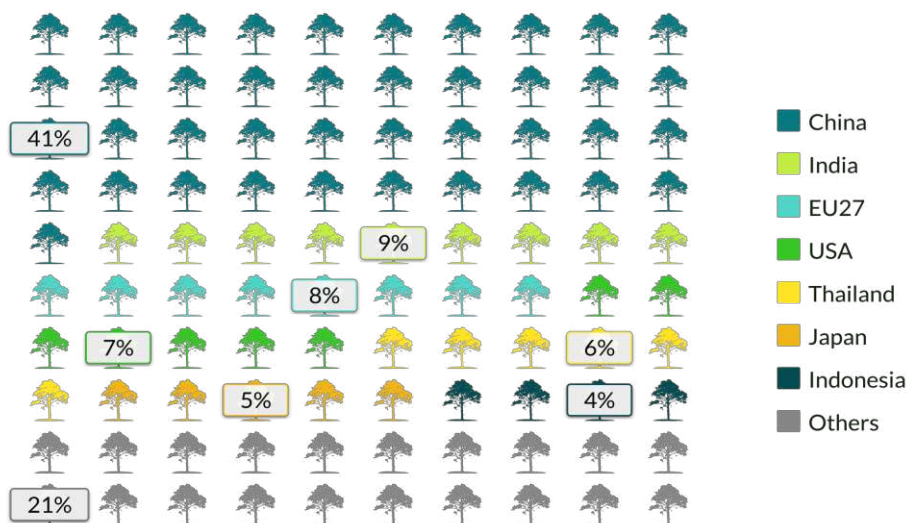 41%
China
India
9%
EU27
8%
USA
Thailand
7%
6%
Japan
5%
4%
Indonesia
Others
21%